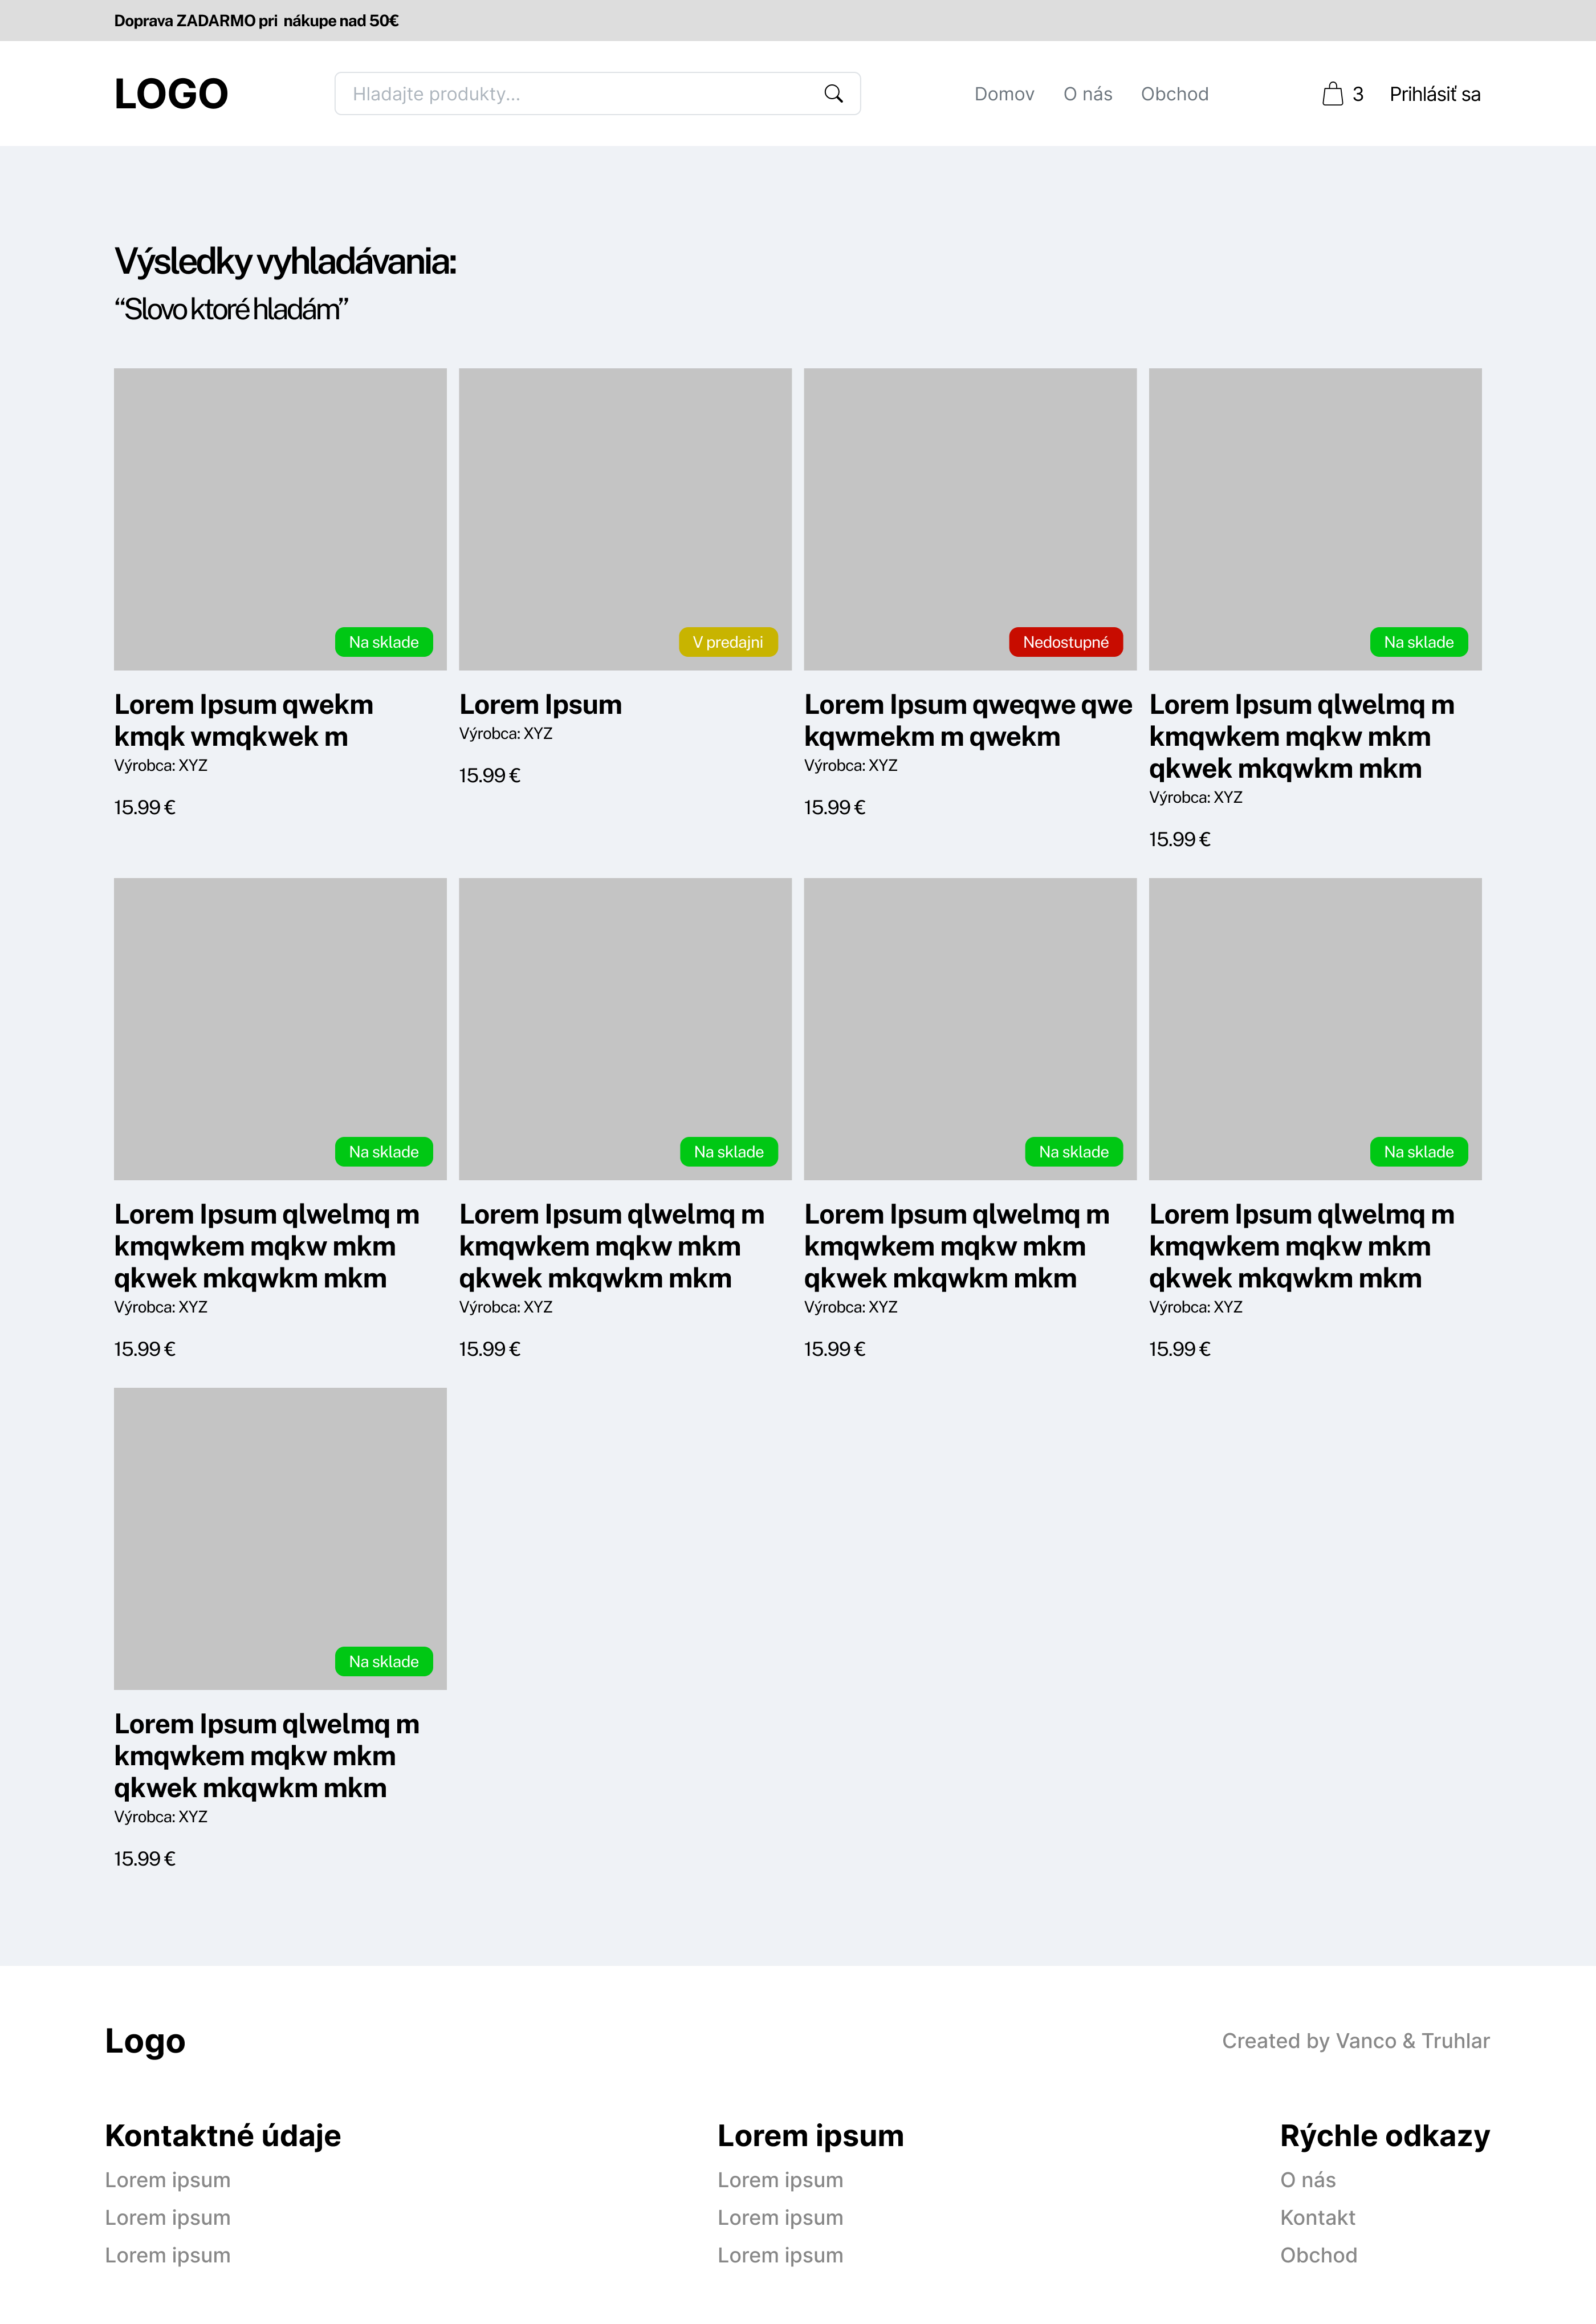 Doprava ZADARMO pri  nákupe nad 50€
LOGO
Hladajte produkty...
Domov
O nás
Obchod
3
Prihlásiť sa
Výsledky vyhladávania:
“Slovo ktoré hladám”
Na sklade
V predajni
Nedostupné
Na sklade
Lorem Ipsum qwekm
kmqk wmqkwek m
Výrobca: XYZ
15.99 €
Lorem Ipsum
Výrobca: XYZ
15.99 €
Lorem Ipsum qweqwe qwe
kqwmekm m qwekm
Výrobca: XYZ
15.99 €
Lorem Ipsum qlwelmq m
kmqwkem mqkw mkm
qkwek mkqwkm mkm
Výrobca: XYZ
15.99 €
Na sklade
Na sklade
Na sklade
Na sklade
Lorem Ipsum qlwelmq m
kmqwkem mqkw mkm
qkwek mkqwkm mkm
Výrobca: XYZ
15.99 €
Lorem Ipsum qlwelmq m
kmqwkem mqkw mkm
qkwek mkqwkm mkm
Výrobca: XYZ
15.99 €
Lorem Ipsum qlwelmq m
kmqwkem mqkw mkm
qkwek mkqwkm mkm
Výrobca: XYZ
15.99 €
Lorem Ipsum qlwelmq m
kmqwkem mqkw mkm
qkwek mkqwkm mkm
Výrobca: XYZ
15.99 €
Na sklade
Lorem Ipsum qlwelmq m
kmqwkem mqkw mkm
qkwek mkqwkm mkm
Výrobca: XYZ
15.99 €
Logo
Created by Vanco & Truhlar
Kontaktné údaje
Lorem ipsum
Lorem ipsum
Lorem ipsum
Lorem ipsum
Lorem ipsum
Lorem ipsum
Lorem ipsum
Rýchle odkazy
O nás
Kontakt
Obchod